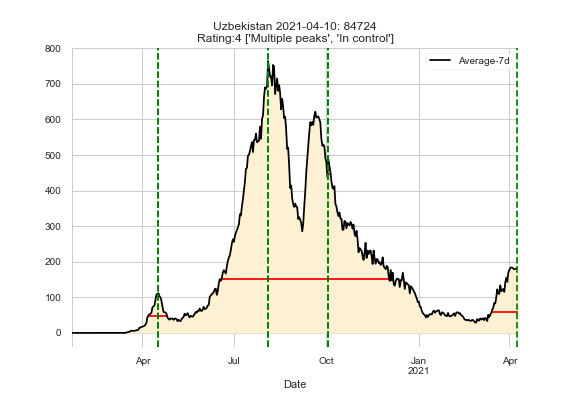 Uzbekistan 2021-04-10: 84724
Rating:4 ['Multiple peaks', 'In control']
800
Average-7d
700
600
500
400
300
200
100
0
Apr
Jul
Oct
Jan
2021
Apr
Date